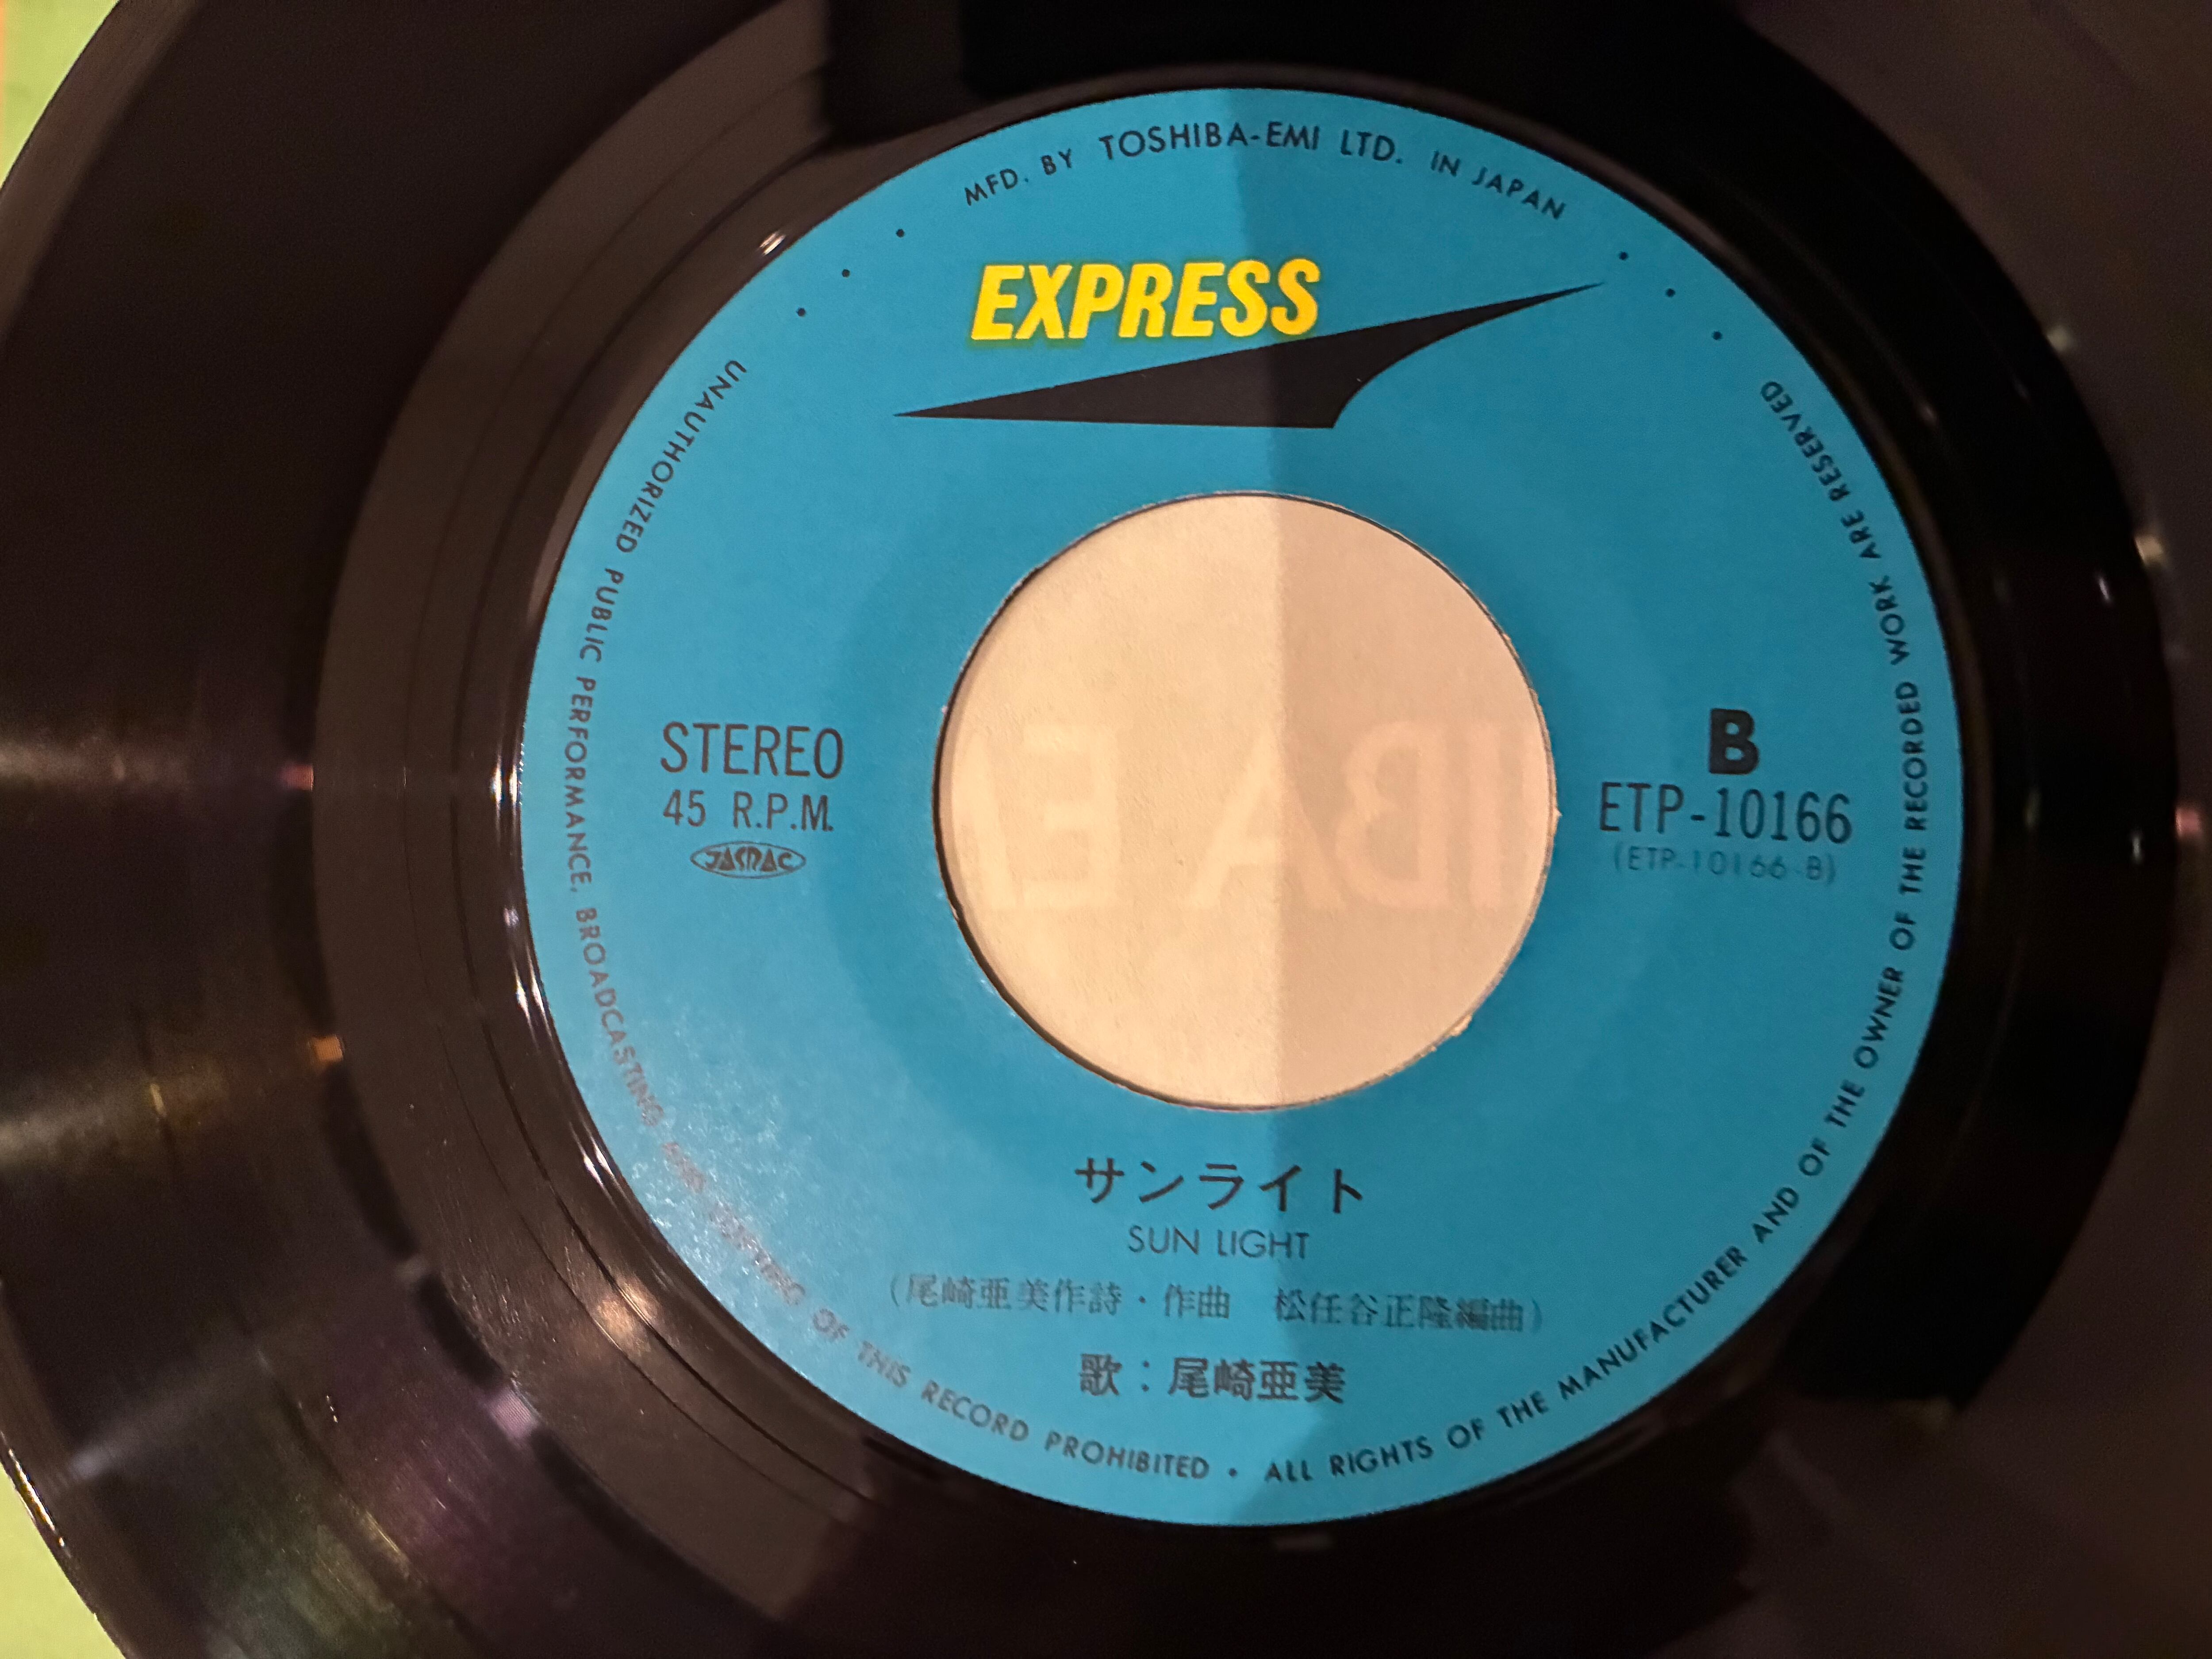 MFD. BY TOSHIBA-EMI LTD. IN JAPAN
EXPRESS
STEREO
45 R.P.M.
JASRAC
B
ETP-10166
(ETP-10166-B)
サンライト
SUN LIGHT
(尾崎亜美作詩・作曲　松任谷正隆編曲)
歌:尾崎亜美
UNAUTHORIZED PUBLIC PERFORMANCE, BROADCASTING AND COPYING OF THIS RECORD PROHIBITED • ALL RIGHTS OF THE MANUFACTURER AND OF THE OWNER OF THE RECORDED WORK ARE RESERVED